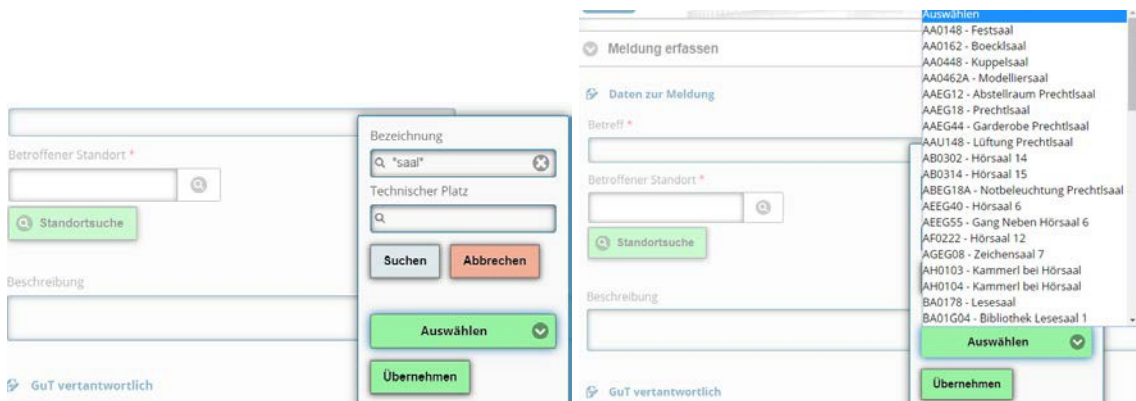 Betroffener Standort *
Standortsuche
Beschreibung
GuT vertantwortlich
Bezeichnung
*saal*
Technischer Platz
Suchen
Abbrechen
Auswählen
Übernehmen
Meldung erfassen
Daten zur Meldung
Betreff *
Betroffener Standort *
Standortsuche
Beschreibung
GuT vertantwortlich
Auswählen
AA0148 - Festsaal
AA0162 - Boecklsaal
AA0448 - Kuppelsaal
AA0462A - Modelliersaal
AAEG12 - Abstellraum Prechtlsaal
AAEG18 - Prechtlsaal
AAEG44 - Garderobe Prechtlsaal
AAU148 - Lüftung Prechtlsaal
AB0302 - Hörsaal 14
AB0314 - Hörsaal 15
ABEG18A - Notbeleuchtung Prechtlsaal
AEEG40 - Hörsaal 6
AEEG55 - Gang Neben Hörsaal 6
AF0222 - Hörsaal 12
AGEG08 - Zeichensaal 7
AH0103 - Kammerl bei Hörsaal
AH0104 - Kammerl bei Hörsaal
BA0178 - Lesesaal
BA01G04 - Bibliothek Lesesaal 1
Auswählen
Übernehmen